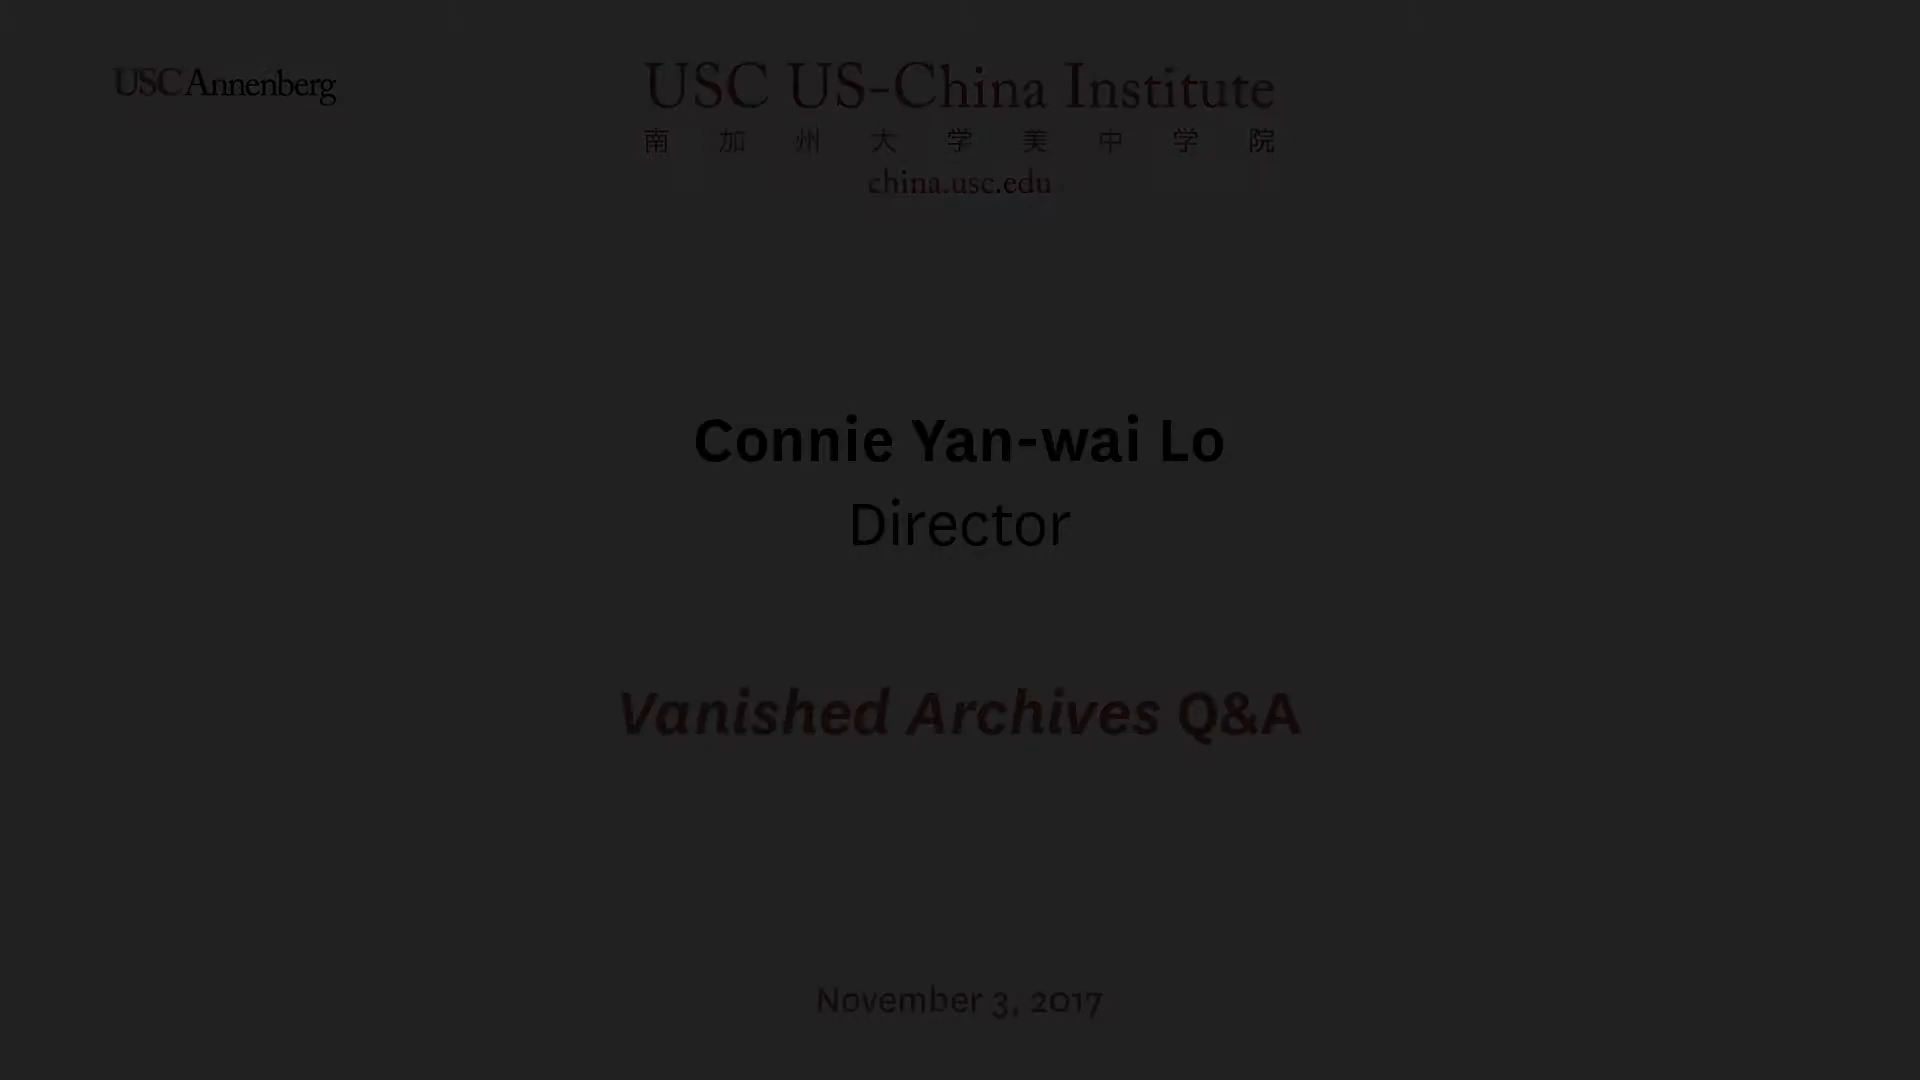 USC Annenberg
USC US-China Institute
南加州大学美中学院
china.usc.edu
Connie Yan-wai Lo
Director
Vanished Archives Q&A
November 3, 2017